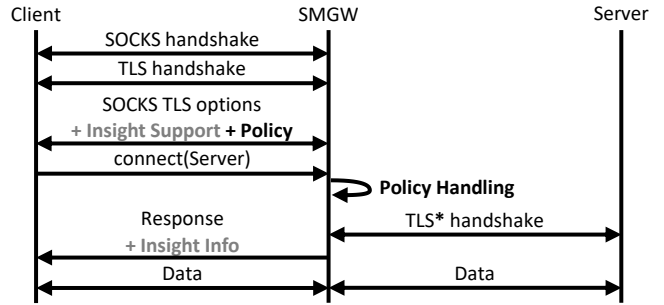 Client SMGW Server
SOCKS handshake
TLS handshake
SOCKS TLS options
+ Insight Support + Policy
connect(Server)
Policy Handling
Response TLS* handshake
+ Insight Info
Data Data